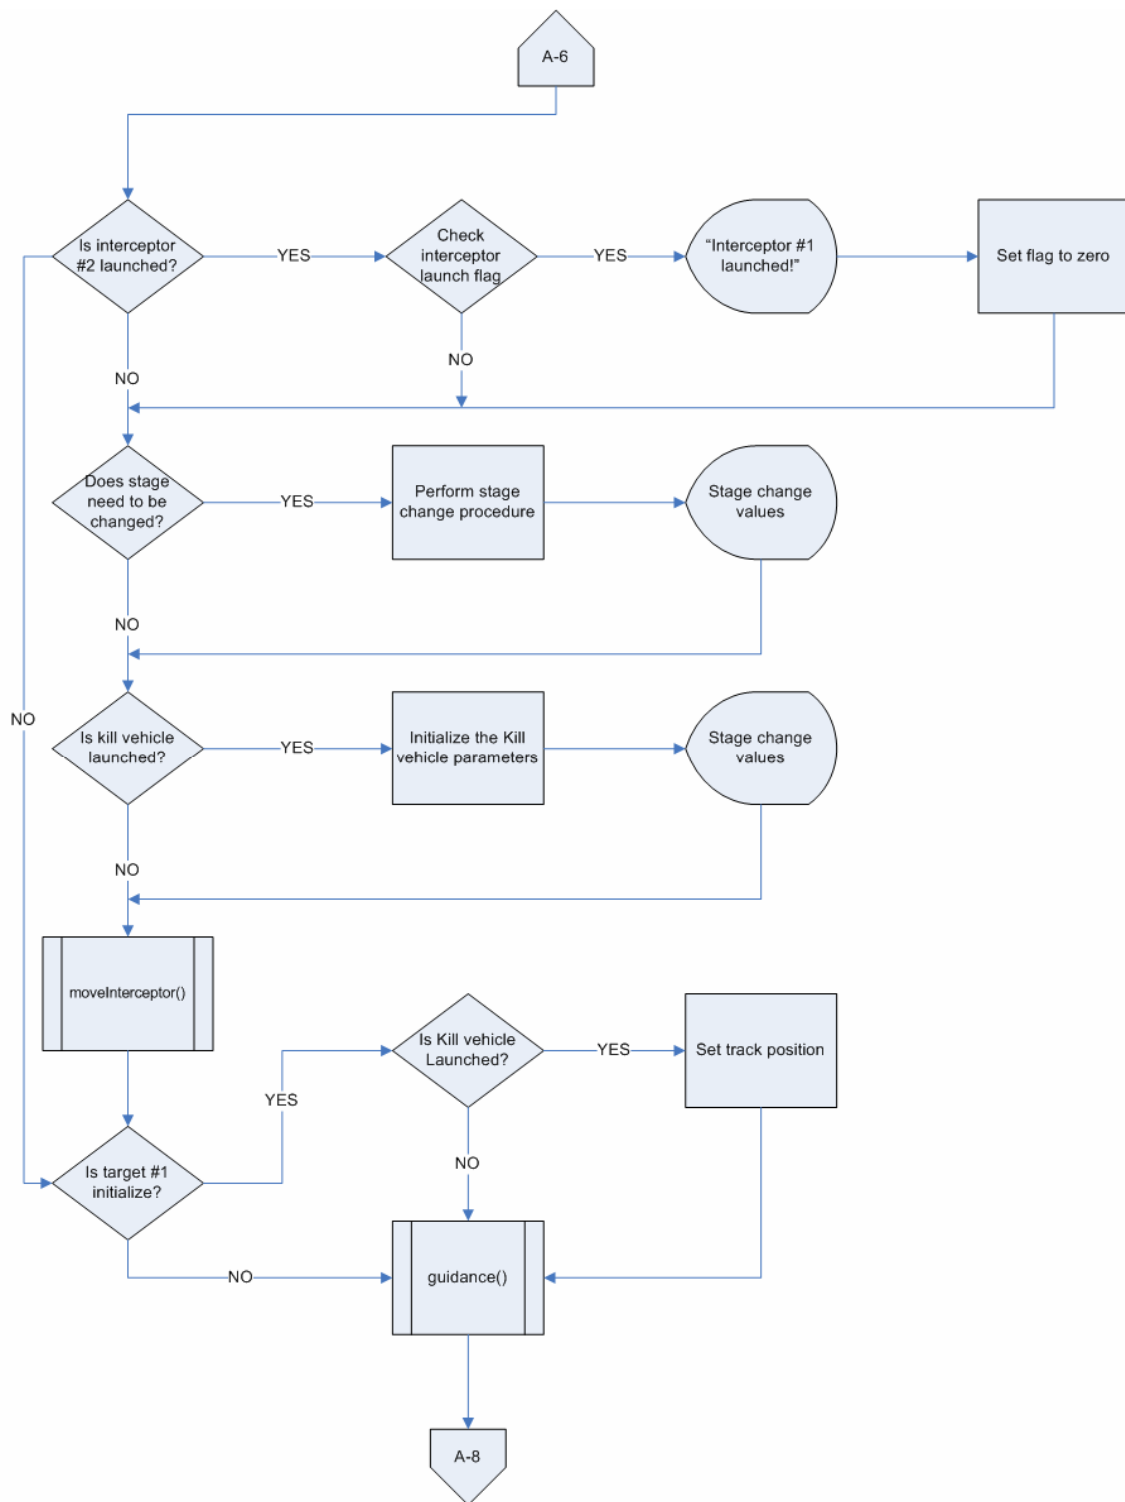 A-6
Is interceptor
#2 launched?
YES
Check
interceptor
launch flag
YES
“Interceptor #1
launched!”
Set flag to zero
NO
NO
Does stage
need to be
changed?
YES
Perform stage
change procedure
Stage change
values
NO
NO
Is kill vehicle
launched?
YES
Initialize the Kill
vehicle parameters
Stage change
values
NO
moveInterceptor()
Is Kill vehicle
Launched?
YES
Set track position
YES
Is target #1
initialize?
NO
NO
guidance()
A-8